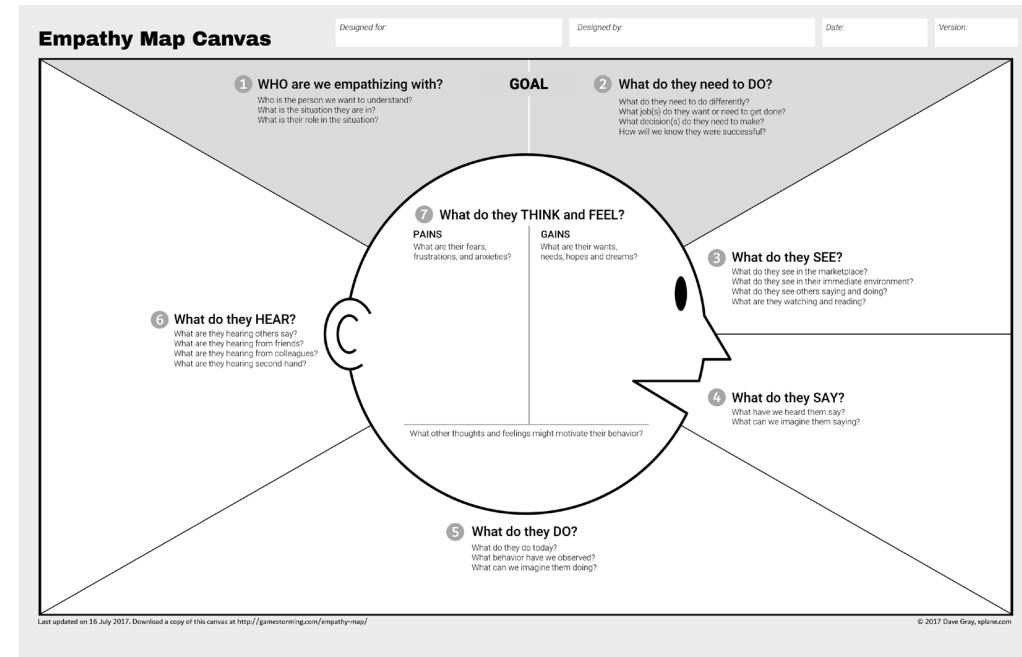 Empathy Map Canvas
Designed for:
Designed by:
Date:
Version:
1 WHO are we empathizing with?
Who is the person we want to understand?
What is the situation they are in?
What is their role in the situation?
GOAL
2 What do they need to DO?
What do they need to do differently?
What job(s) do they want or need to get done?
What decision(s) do they need to make?
How will we know they were successful?
7 What do they THINK and FEEL?
PAINS
What are their fears,
frustrations, and anxieties?
GAINS
What are their wants,
needs, hopes and dreams?
3 What do they SEE?
What do they see in the marketplace?
What do they see in their immediate environment?
What do they see others saying and doing?
What are they watching and reading?
6 What do they HEAR?
What are they hearing others say?
What are they hearing from friends?
What are they hearing from colleagues?
What are they hearing second-hand?
4 What do they SAY?
What have we heard them say?
What can we imagine them saying?
What other thoughts and feelings might motivate their behavior?
5 What do they DO?
What do they do today?
What behavior have we observed?
What can we imagine them doing?
Last updated on 16 July 2017. Download a copy of this canvas at http://gamestorming.com/empathy-map/
© 2017 Dave Gray, xplane.com